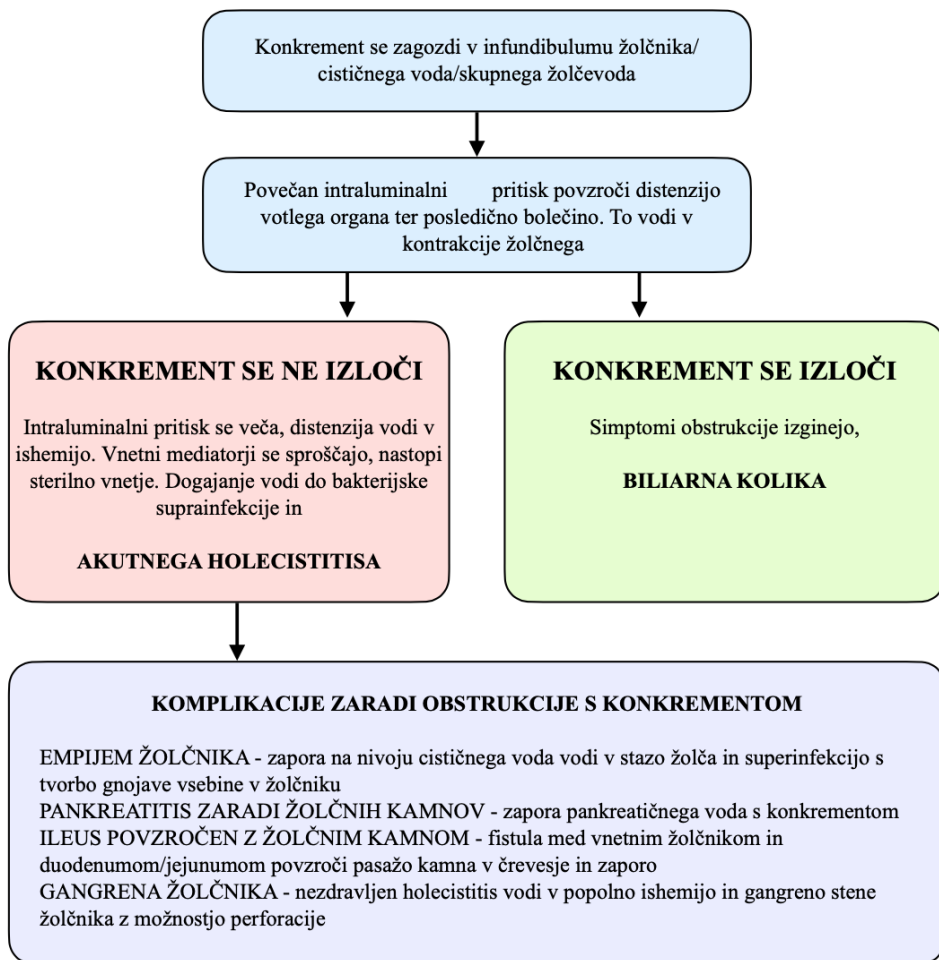 Konkrement se zagozdi v infundibulumu žolčnika/
cističnega voda/skupnega žolčevoda
Povečan intraluminalni pritisk povzroči distenzijo
votlega organa ter posledično bolečino. To vodi v
kontrakcije žolčnega
KONKREMENT SE NE IZLOČI
Intraluminalni pritisk se veča, distenzija vodi v
ishemijo. Vnetni mediatorji se sproščajo, nastopi
sterilno vnetje. Dogajanje vodi do bakterijske
suprainfekcije in
AKUTNEGA HOLECISTITISA
KONKREMENT SE IZLOČI
Simptomi obstrukcije izginejo,
BILIARNA KOLIKA
KOMPLIKACIJE ZARADI OBSTRUKCIJE S KONKREMENTOM
EMPIJEM ŽOLČNIKA - zapora na nivoju cističnega voda vodi v stazo žolča in superinfekcijo s
tvorbo gnojave vsebine v žolčniku
PANKREATITIS ZARADI ŽOLČNIH KAMNOV - zapora pankreatičnega voda s konkrementom
ILEUS POVZROČEN Z ŽOLČNIM KAMNOM - fistula med vnetnim žolčnikom in
duodenumom/jejunumom povzroči pasažo kamna v črevesje in zaporo
GANGRENA ŽOLČNIKA - nezdravljen holecistitis vodi v popolno ishemijo in gangreno stene
žolčnika z možnostjo perforacije